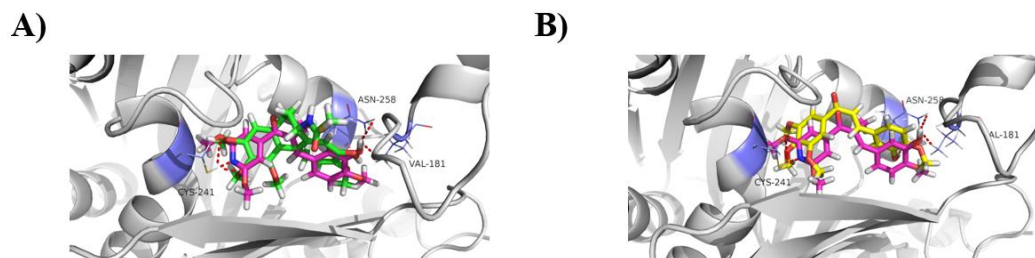 A)
B)
ASN-258
VAL-181
CYS-241
ASN-258
AL-181
CYS-241